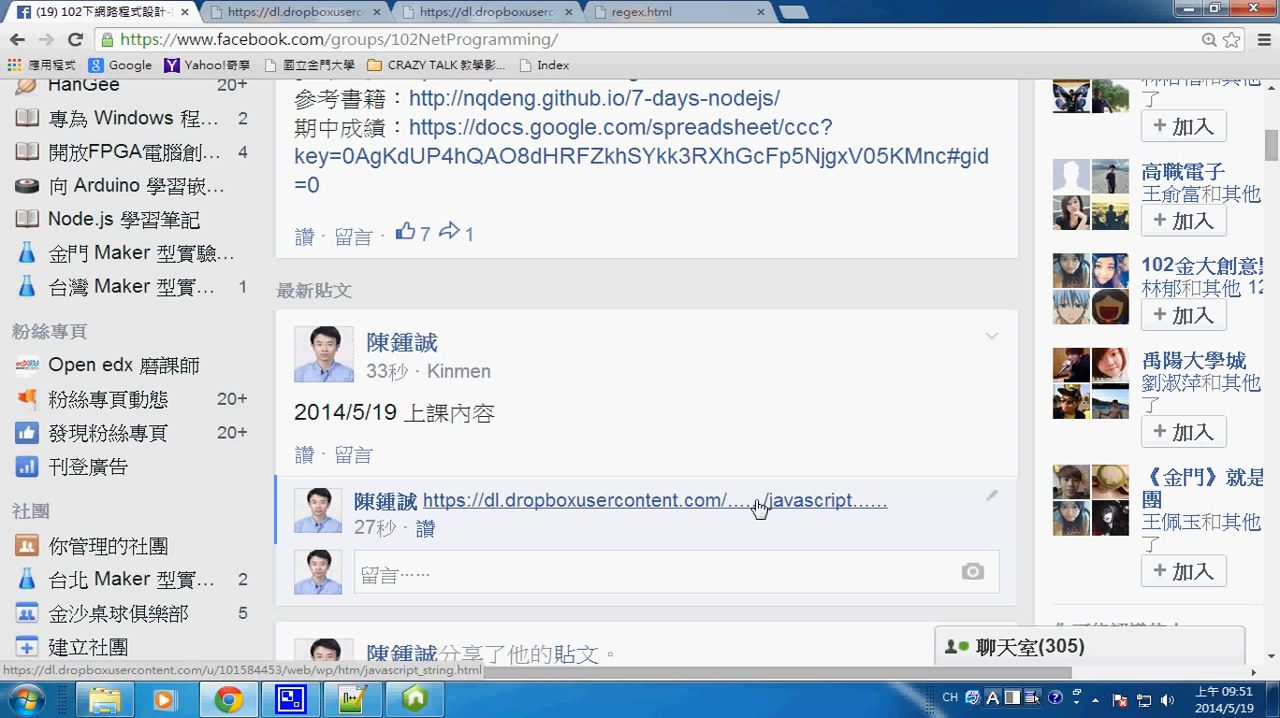 (19) 102下網路程式設計-
https://dl.dropboxuserco
https://dl.dropboxuserc
regex.html
https://www.facebook.com/groups/102NetProgramming/
應用程式
Google
Yahoo!奇摩
國立金門大學
CRAZY TALK 教學影...
Index
HanGee 20+
專為 Windows 程... 2
開放FPGA電腦創... 4
向 Arduino 學習嵌...
Node.js 學習筆記
金門 Maker 型實驗...
台灣 Maker 型實... 1
粉絲專頁
Open edx 磨課師
粉絲專頁動態 20+
發現粉絲專頁 20+
刊登廣告
社團
你管理的社團
台北 Maker 型實... 2
金沙桌球俱樂部 5
建立社團
參考書籍：http://nqdeng.github.io/7-days-nodejs/
期中成績：https://docs.google.com/spreadsheet/ccc?
key=0AgKdUP4hQAO8dHRFZkhSYkk3RXhGcFp5NjgxV05KMnc#gid
=0
讚 · 留言 · 7 1
最新貼文
陳鍾誠
33秒 · Kinmen
2014/5/19 上課內容
讚 · 留言
陳鍾誠 https://dl.dropboxusercontent.com/……/javascript……
27秒 · 讚
留言……
陳鍾誠分享了他的貼文。
了
+ 加入
高職電子
王俞富和其他
+ 加入
102金大創意
林郁和其他 12
+ 加入
禹陽大學城
劉淑萍和其他
了
+ 加入
《金門》就是
團
王佩玉和其他
了
+ 加入
聊天室(305)
https://dl.dropboxusercontent.com/u/101584453/web/wp/htm/javascript_string.html
CH
上午 09:51
2014/5/19